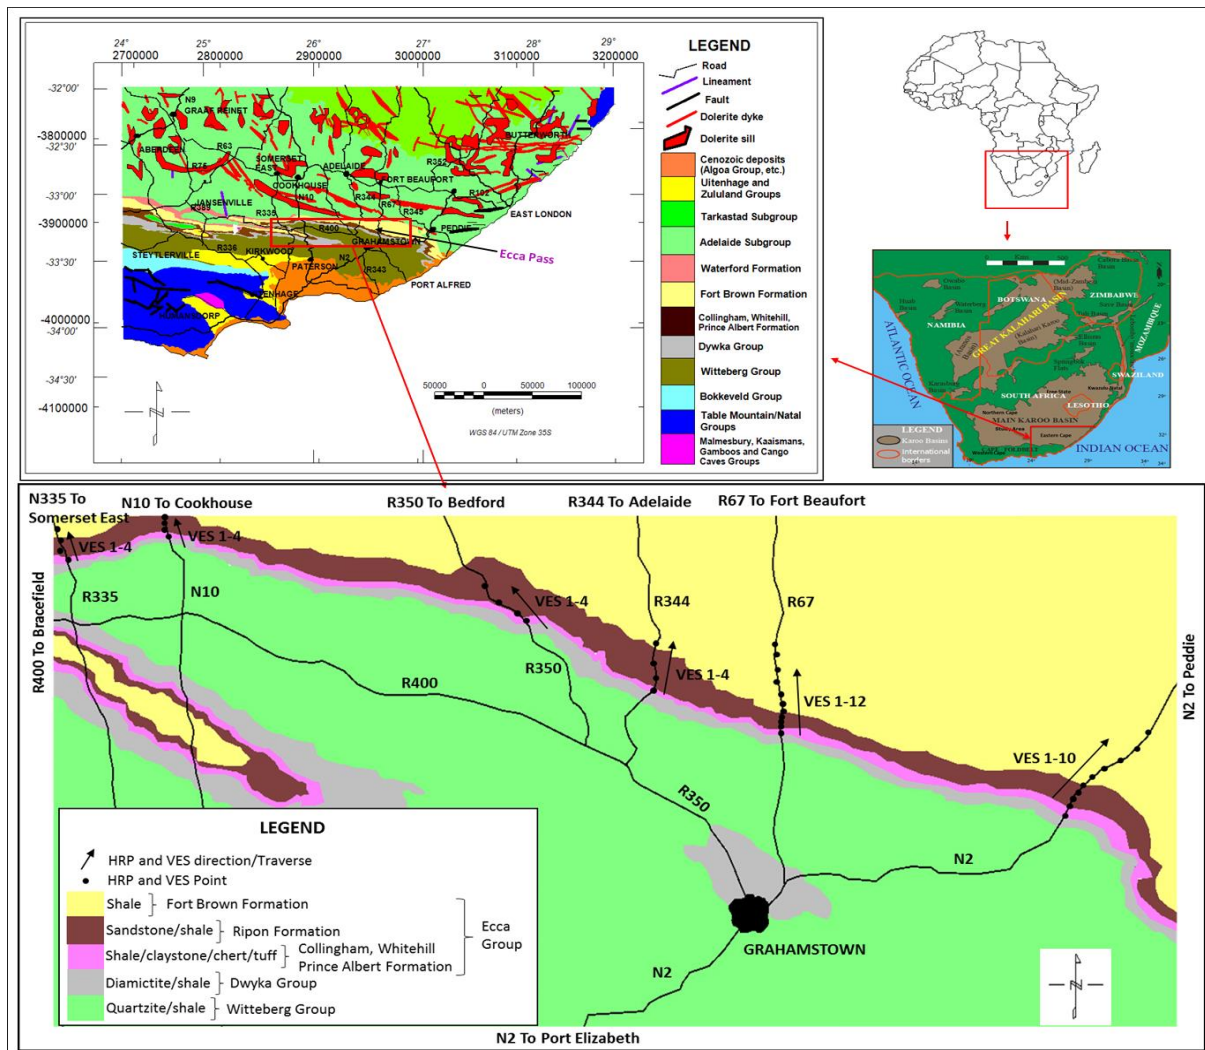 24° 25° 26° 27° 28° 29°
2700000 2800000 2900000 3000000 3100000 3200000
-32°00'
-3800000
-32°30'
-33°00'
-3900000
-33°30'
-4000000
-34°00'
-34°30'
-4100000
N9
GRAAF REINET
ABERDEEN
R63
R75
SOMERSET
EAST
ADELAIDE
COOKHOUSE
FORT BEAUFORT
R352
BUTTERWORTH
R102
JANSENVILLE
R389
N10
R344
R67
R335
R345
EAST LONDON
R400
PEDDIE
GRAHAMSTOWN
Ecca Pass
R336
KIRKWOOD
STEYTLERVILLE
N2
PATERSON
R343
PORT ALFRED
HUMANSDORP
50000 0 50000 100000
(meters)
WGS 84 / UTM Zone 35S
N
LEGEND
Road
Lineament
Fault
Dolerite dyke
Dolerite sill
Cenozoic deposits
(Algoa Group, etc.)
Uitenhage and
Zululand Groups
Tarkastad Subgroup
Adelaide Subgroup
Waterford Formation
Fort Brown Formation
Collingham, Whitehill,
Prince Albert Formation
Dywka Group
Witteberg Group
Bokkeveld Group
Table Mountain/Natal
Groups
Malmesbury, Kaaismans,
Gamboos and Cango
Caves Groups
BOTSWANA
ZIMBABWE
NAMIBIA
GREAT KALAHARI BASIN
MOZAMBIQUE
ATLANTIC OCEAN
SWAZILAND
SOUTH AFRICA
LESOTHO
Northern Cape
MAIN KAROO BASIN
Eastern Cape
INDIAN OCEAN
LEGEND
Karoo Basins
International
borders
N335 To
Somerset East
N10 To Cookhouse
R350 To Bedford
R344 To Adelaide
R67 To Fort Beaufort
VES 1-4
VES 1-4
VES 1-4
VES 1-4
VES 1-12
VES 1-10
R335
N10
R350
R344
R67
R400
R350
N2
N2
R400 To Bracefield
N2 To Peddie
GRAHAMSTOWN
N2 To Port Elizabeth
N
LEGEND
HRP and VES direction/Traverse
HRP and VES Point
Shale Fort Brown Formation
Sandstone/shale Ripon Formation
Shale/claystone/chert/tuff Collingham, Whitehill
Prince Albert Formation
Ecca
Group
Diamictite/shale Dwyka Group
Quartzite/shale Witteberg Group